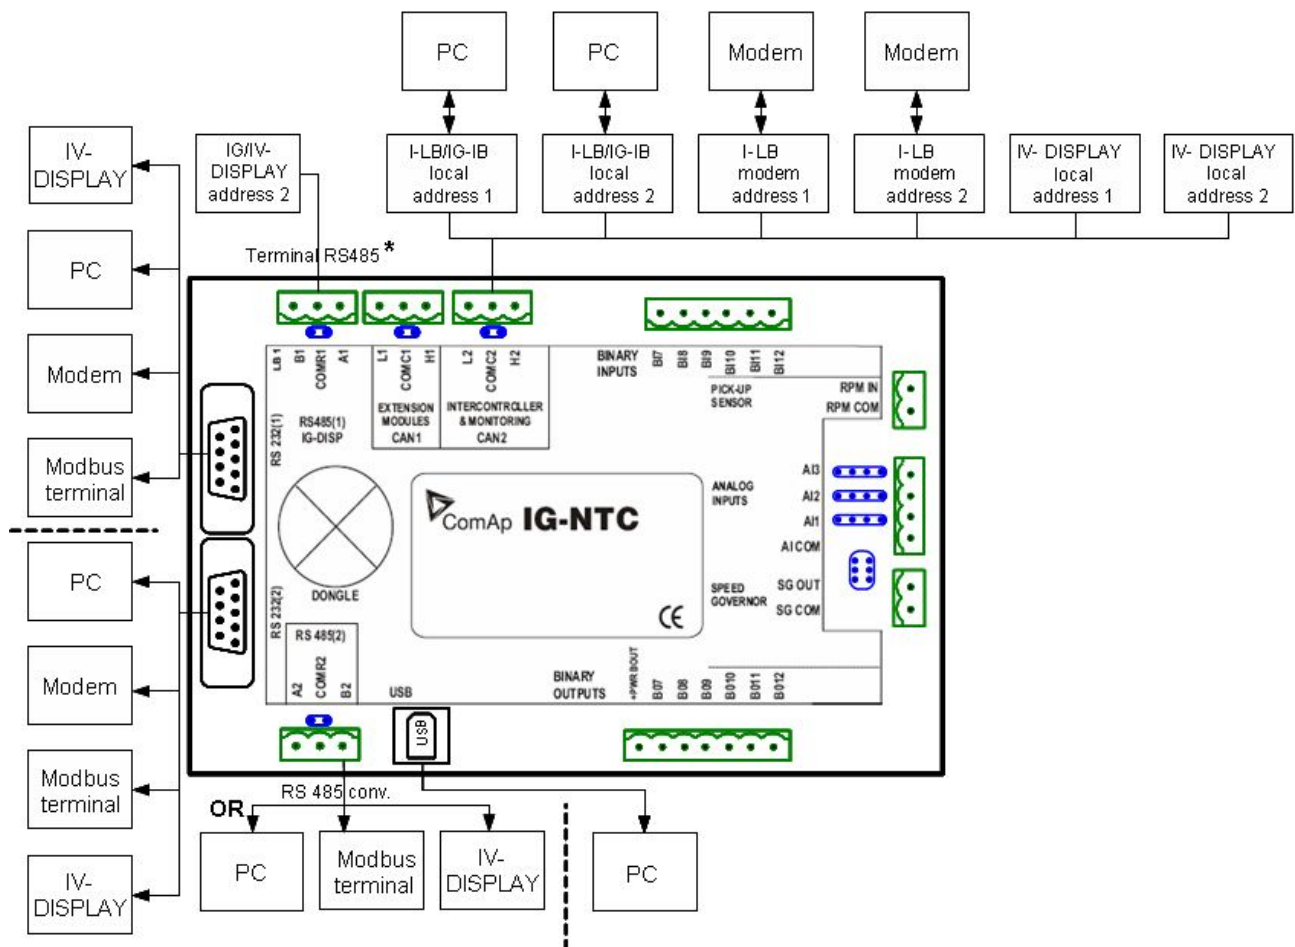 PC
PC
Modem
Modem
IV-
DISPLAY
IG/IV-
DISPLAY
address 2
I-LB/IG-IB
local
address 1
I-LB/IG-IB
local
address 2
I-LB
modem
address 1
I-LB
modem
address 2
IV- DISPLAY
local
address 1
IV- DISPLAY
local
address 2
Terminal RS485 *
PC
Modem
Modbus
terminal
LB 1
B1
COMR1
A1
L1
COMC1
H1
L2
COMC2
H2
BINARY
INPUTS
BI7
BI8
BI9
BI10
BI11
BI12
PICK-UP
SENSOR
RPM IN
RPM COM
RS 232(1)
RS485(1)
IG-DISP
EXTENSION
MODULES
CAN1
INTERCONTROLLER
& MONITORING
CAN2
ANALOG
INPUTS
AI3
AI2
AI1
AI COM
ComAp IG-NTC
CE
DONGLE
SPEED
GOVERNOR
SG OUT
SG COM
PC
Modem
Modbus
terminal
IV-
DISPLAY
RS 232(2)
RS 485(2)
A2
COMR2
B2
USB
USB
BINARY
OUTPUTS
+PWR BOUT
BO7
BO8
BO9
BO10
BO11
BO12
OR
RS 485 conv.
PC
Modbus
terminal
IV-
DISPLAY
PC